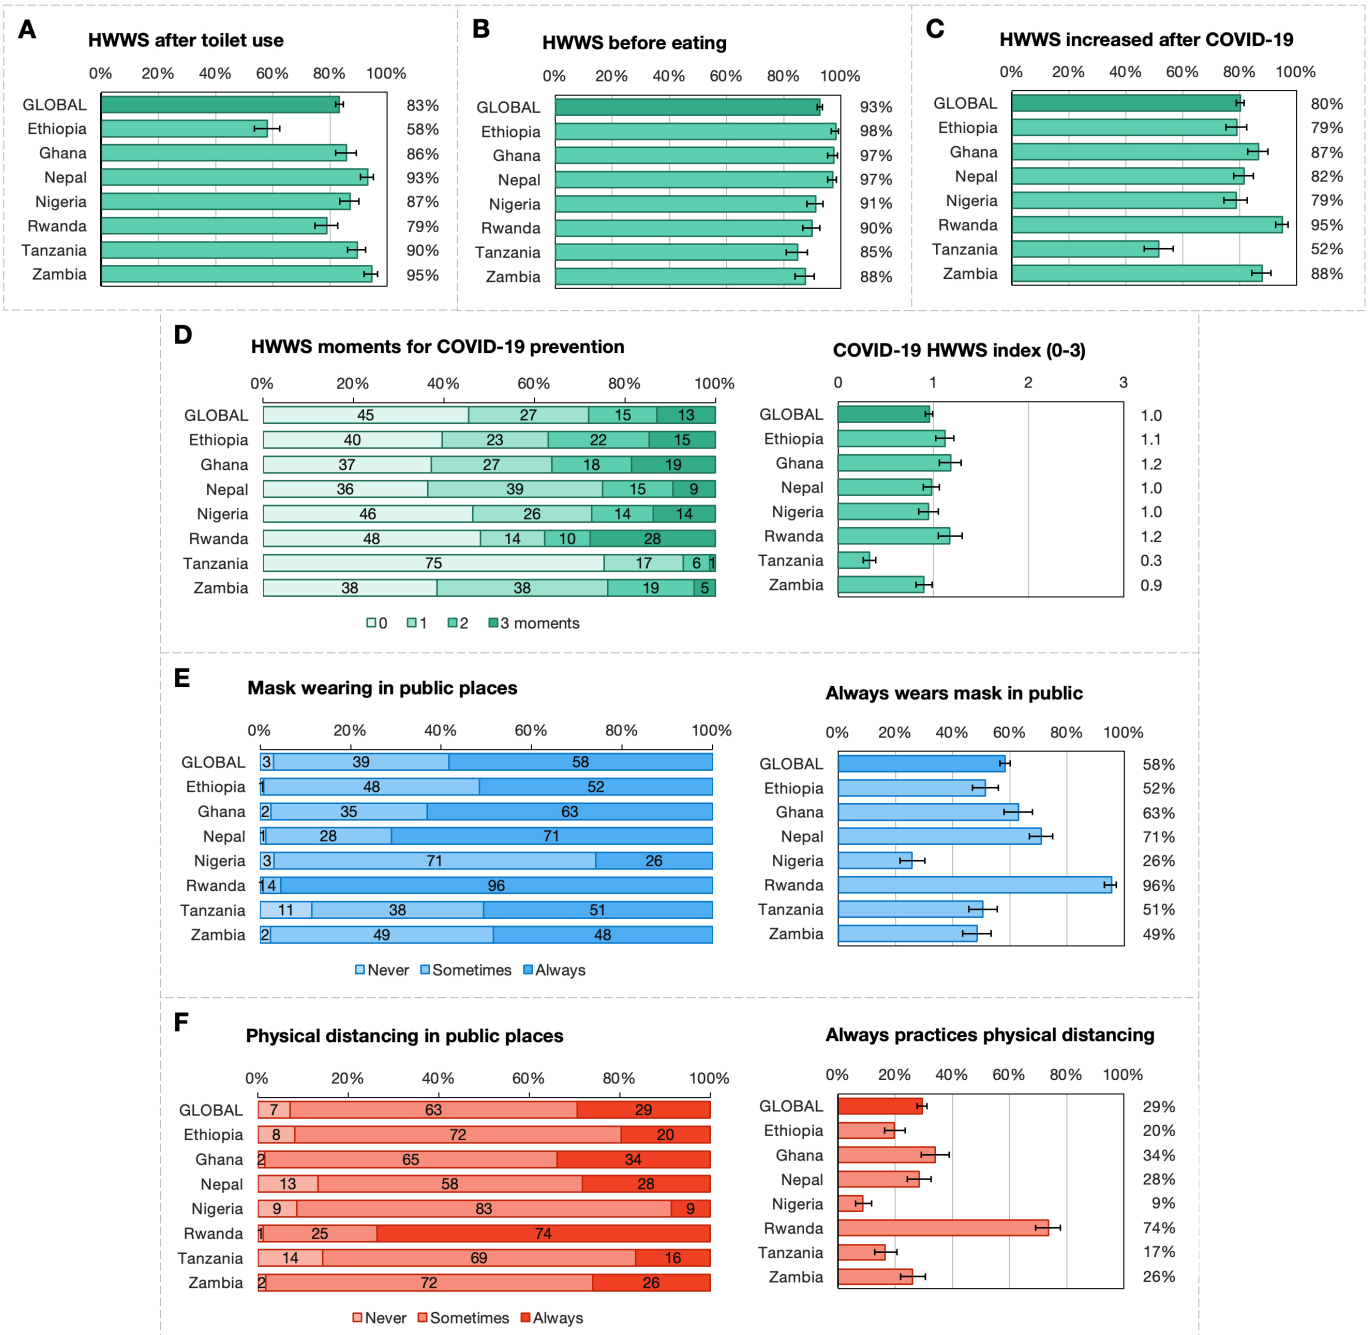 A
HWWS after toilet use
0% 20% 40% 60% 80% 100%
GLOBAL 83%
Ethiopia 58%
Ghana 86%
Nepal 93%
Nigeria 87%
Rwanda 79%
Tanzania 90%
Zambia 95%
B
HWWS before eating
0% 20% 40% 60% 80% 100%
GLOBAL 93%
Ethiopia 98%
Ghana 97%
Nepal 97%
Nigeria 91%
Rwanda 90%
Tanzania 85%
Zambia 88%
C
HWWS increased after COVID-19
0% 20% 40% 60% 80% 100%
GLOBAL 80%
Ethiopia 79%
Ghana 87%
Nepal 82%
Nigeria 79%
Rwanda 95%
Tanzania 52%
Zambia 88%
D
HWWS moments for COVID-19 prevention
0% 20% 40% 60% 80% 100%
GLOBAL 45 27 15 13
Ethiopia 40 23 22 15
Ghana 37 27 18 19
Nepal 36 39 15 9
Nigeria 46 26 14 14
Rwanda 48 14 10 28
Tanzania 75 17 6 1
Zambia 38 38 19 5
0 1 2 3 moments
COVID-19 HWWS index (0-3)
0 1 2 3
GLOBAL 1.0
Ethiopia 1.1
Ghana 1.2
Nepal 1.0
Nigeria 1.0
Rwanda 1.2
Tanzania 0.3
Zambia 0.9
E
Mask wearing in public places
0% 20% 40% 60% 80% 100%
GLOBAL 3 39 58
Ethiopia 1 48 52
Ghana 2 35 63
Nepal 1 28 71
Nigeria 3 71 26
Rwanda 1 4 96
Tanzania 11 38 51
Zambia 2 49 48
Never Sometimes Always
Always wears mask in public
0% 20% 40% 60% 80% 100%
GLOBAL 58%
Ethiopia 52%
Ghana 63%
Nepal 71%
Nigeria 26%
Rwanda 96%
Tanzania 51%
Zambia 49%
F
Physical distancing in public places
0% 20% 40% 60% 80% 100%
GLOBAL 7 63 29
Ethiopia 8 72 20
Ghana 2 65 34
Nepal 13 58 28
Nigeria 9 83 9
Rwanda 1 25 74
Tanzania 14 69 16
Zambia 2 72 26
Never Sometimes Always
Always practices physical distancing
0% 20% 40% 60% 80% 100%
GLOBAL 29%
Ethiopia 20%
Ghana 34%
Nepal 28%
Nigeria 9%
Rwanda 74%
Tanzania 17%
Zambia 26%